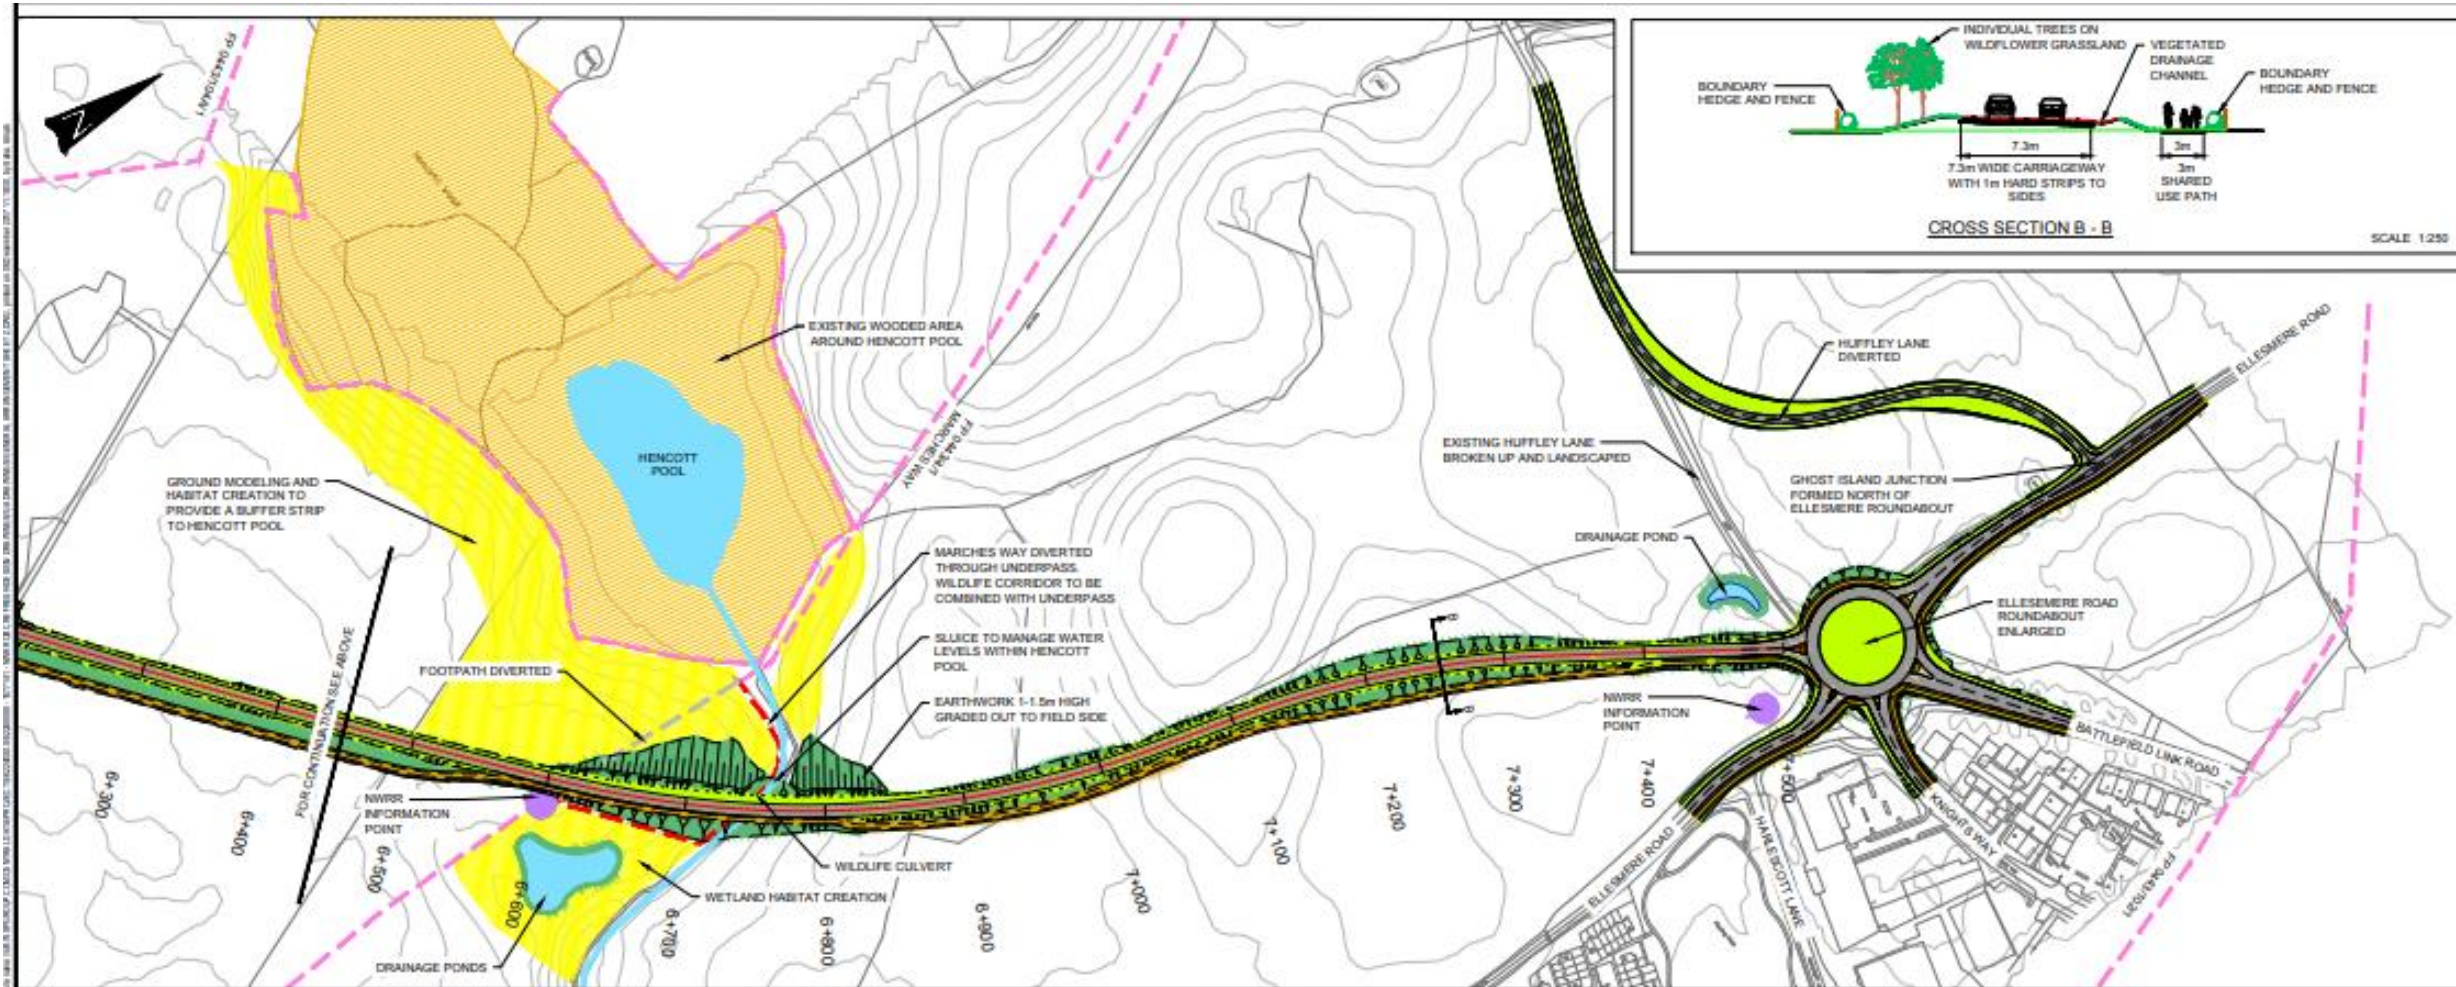 INDIVIDUAL TREES ON
WILDFLOWER GRASSLAND
VEGETATED
DRAINAGE
CHANNEL
BOUNDARY
HEDGE AND FENCE
BOUNDARY
HEDGE AND FENCE
7.3m
3m
7.3m WIDE CARRIAGEWAY
WITH 1m HARD STRIPS TO
SIDES
3m
SHARED
USE PATH
CROSS SECTION B - B
SCALE 1:250
N
EXISTING WOODED AREA
AROUND HENCOTT POOL
HENCOTT
POOL
MARCHES WAY
GROUND MODELING AND
HABITAT CREATION TO
PROVIDE A BUFFER STRIP
TO HENCOTT POOL
FOR CONTINUATION SEE ABOVE
FOOTPATH DIVERTED
MARCHES WAY DIVERTED
THROUGH UNDERPASS.
WILDLIFE CORRIDOR TO BE
COMBINED WITH UNDERPASS
SLUICE TO MANAGE WATER
LEVELS WITHIN HENCOTT
POOL
EARTHWORK 1-1.5m HIGH
GRADED OUT TO FIELD SIDE
NWRR
INFORMATION
POINT
WILDLIFE CULVERT
WETLAND HABITAT CREATION
DRAINAGE PONDS
HUFFLEY LANE
DIVERTED
EXISTING HUFFLEY LANE
BROKEN UP AND LANDSCAPED
GHOST ISLAND JUNCTION
FORMED NORTH OF
ELLESMERE ROUNDABOUT
DRAINAGE POND
ELLESMERE ROAD
ELLESEMERE ROAD
ROUNDABOUT
ENLARGED
NWRR
INFORMATION
POINT
B
B
BATTLEFIELD LINK ROAD
KNIGHTS WAY
HARLESCOTT LANE
ELLESMERE ROAD
FP 0443/102/1
6+300
6+400
6+500
6+600
6+700
6+800
6+900
7+000
7+100
7+200
7+300
7+400
7+500